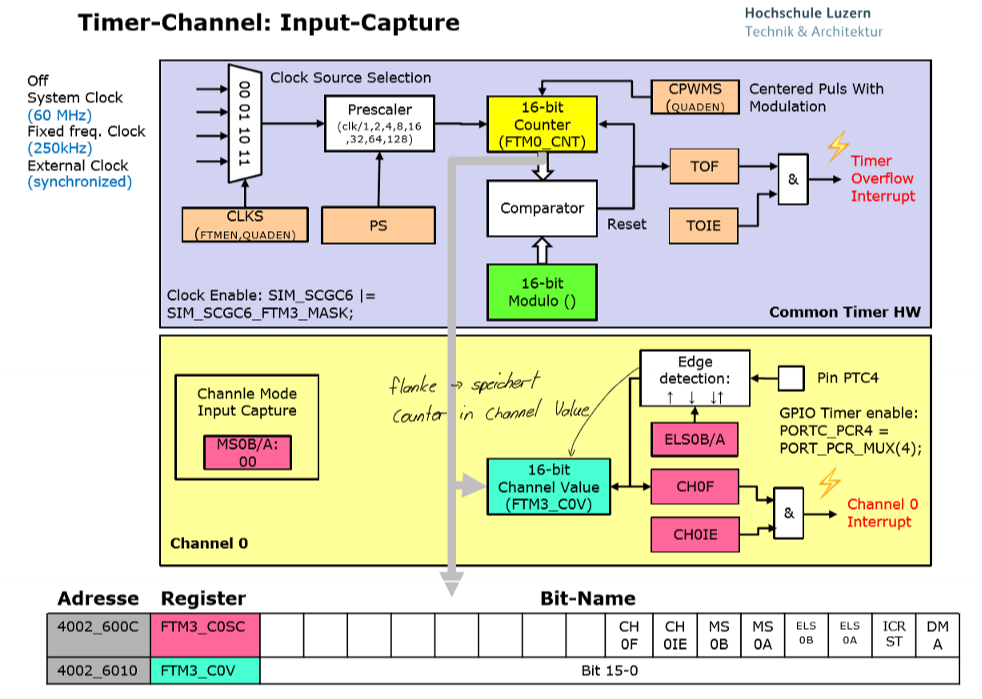 Timer-Channel: Input-Capture
Hochschule Luzern
Technik & Architektur
Off
System Clock
(60 MHz)
Fixed freq. Clock
(250kHz)
External Clock
(synchronized)
00 01 10 11
Clock Source Selection
Prescaler
(clk/1,2,4,8,16
,32,64,128)
16-bit
Counter
(FTM0_CNT)
CPWMS
(QUADEN)
Centered Puls With
Modulation
TOF
&
Timer
Overflow
Interrupt
CLKS
(FTMEN,QUADEN)
PS
Comparator
Reset
TOIE
16-bit
Modulo ()
Clock Enable: SIM_SCGC6 |=
SIM_SCGC6_FTM3_MASK;
Common Timer HW
Channle Mode
Input Capture
MS0B/A:
00
flanke → speichert
Counter in Channel Value
Edge
detection:
↑ ↓ ↓↑
Pin PTC4
GPIO Timer enable:
PORTC_PCR4 =
PORT_PCR_MUX(4);
ELS0B/A
16-bit
Channel Value
(FTM3_C0V)
CH0F
CH0IE
&
Channel 0
Interrupt
Channel 0
Adresse Register Bit-Name
4002_600C FTM3_C0SC CH MS MS ELS ELS ICR DM
0F 0IE 0B 0A 0B 0A ST A
4002_6010 FTM3_C0V Bit 15-0